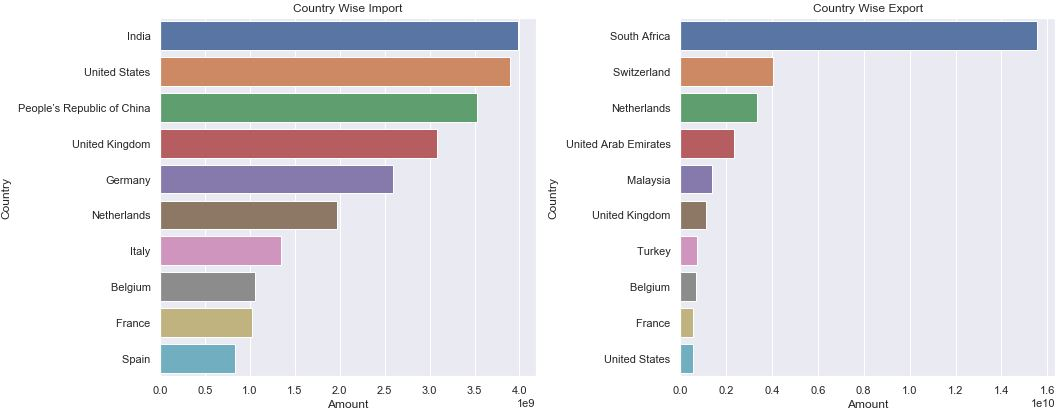 Country Wise Import
Country
India
United States
People's Republic of China
United Kingdom
Germany
Netherlands
Italy
Belgium
France
Spain
0.0 0.5 1.0 1.5 2.0 2.5 3.0 3.5 4.0
Amount
1e9
Country Wise Export
Country
South Africa
Switzerland
Netherlands
United Arab Emirates
Malaysia
United Kingdom
Turkey
Belgium
France
United States
0.0 0.2 0.4 0.6 0.8 1.0 1.2 1.4 1.6
Amount
1e10